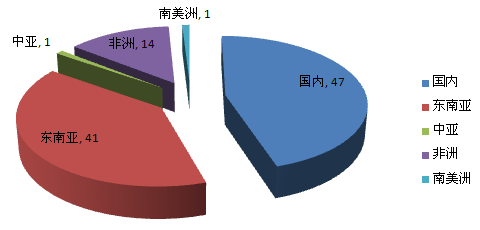 南美洲, 1
中亚, 1
非洲, 14
国内, 47
东南亚, 41
国内
东南亚
中亚
非洲
南美洲